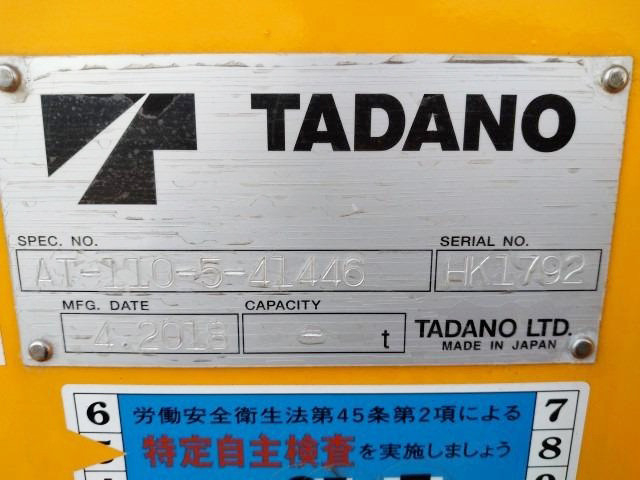 TADANO
SPEC. NO. SERIAL NO.
AT-110-5-41446 HK1792
MFG. DATE CAPACITY
-4.2018 - t TADANO LTD.
MADE IN JAPAN
6 労働安全衛生法第45条第2項による 7
特定自主検査を実施しましょう 8